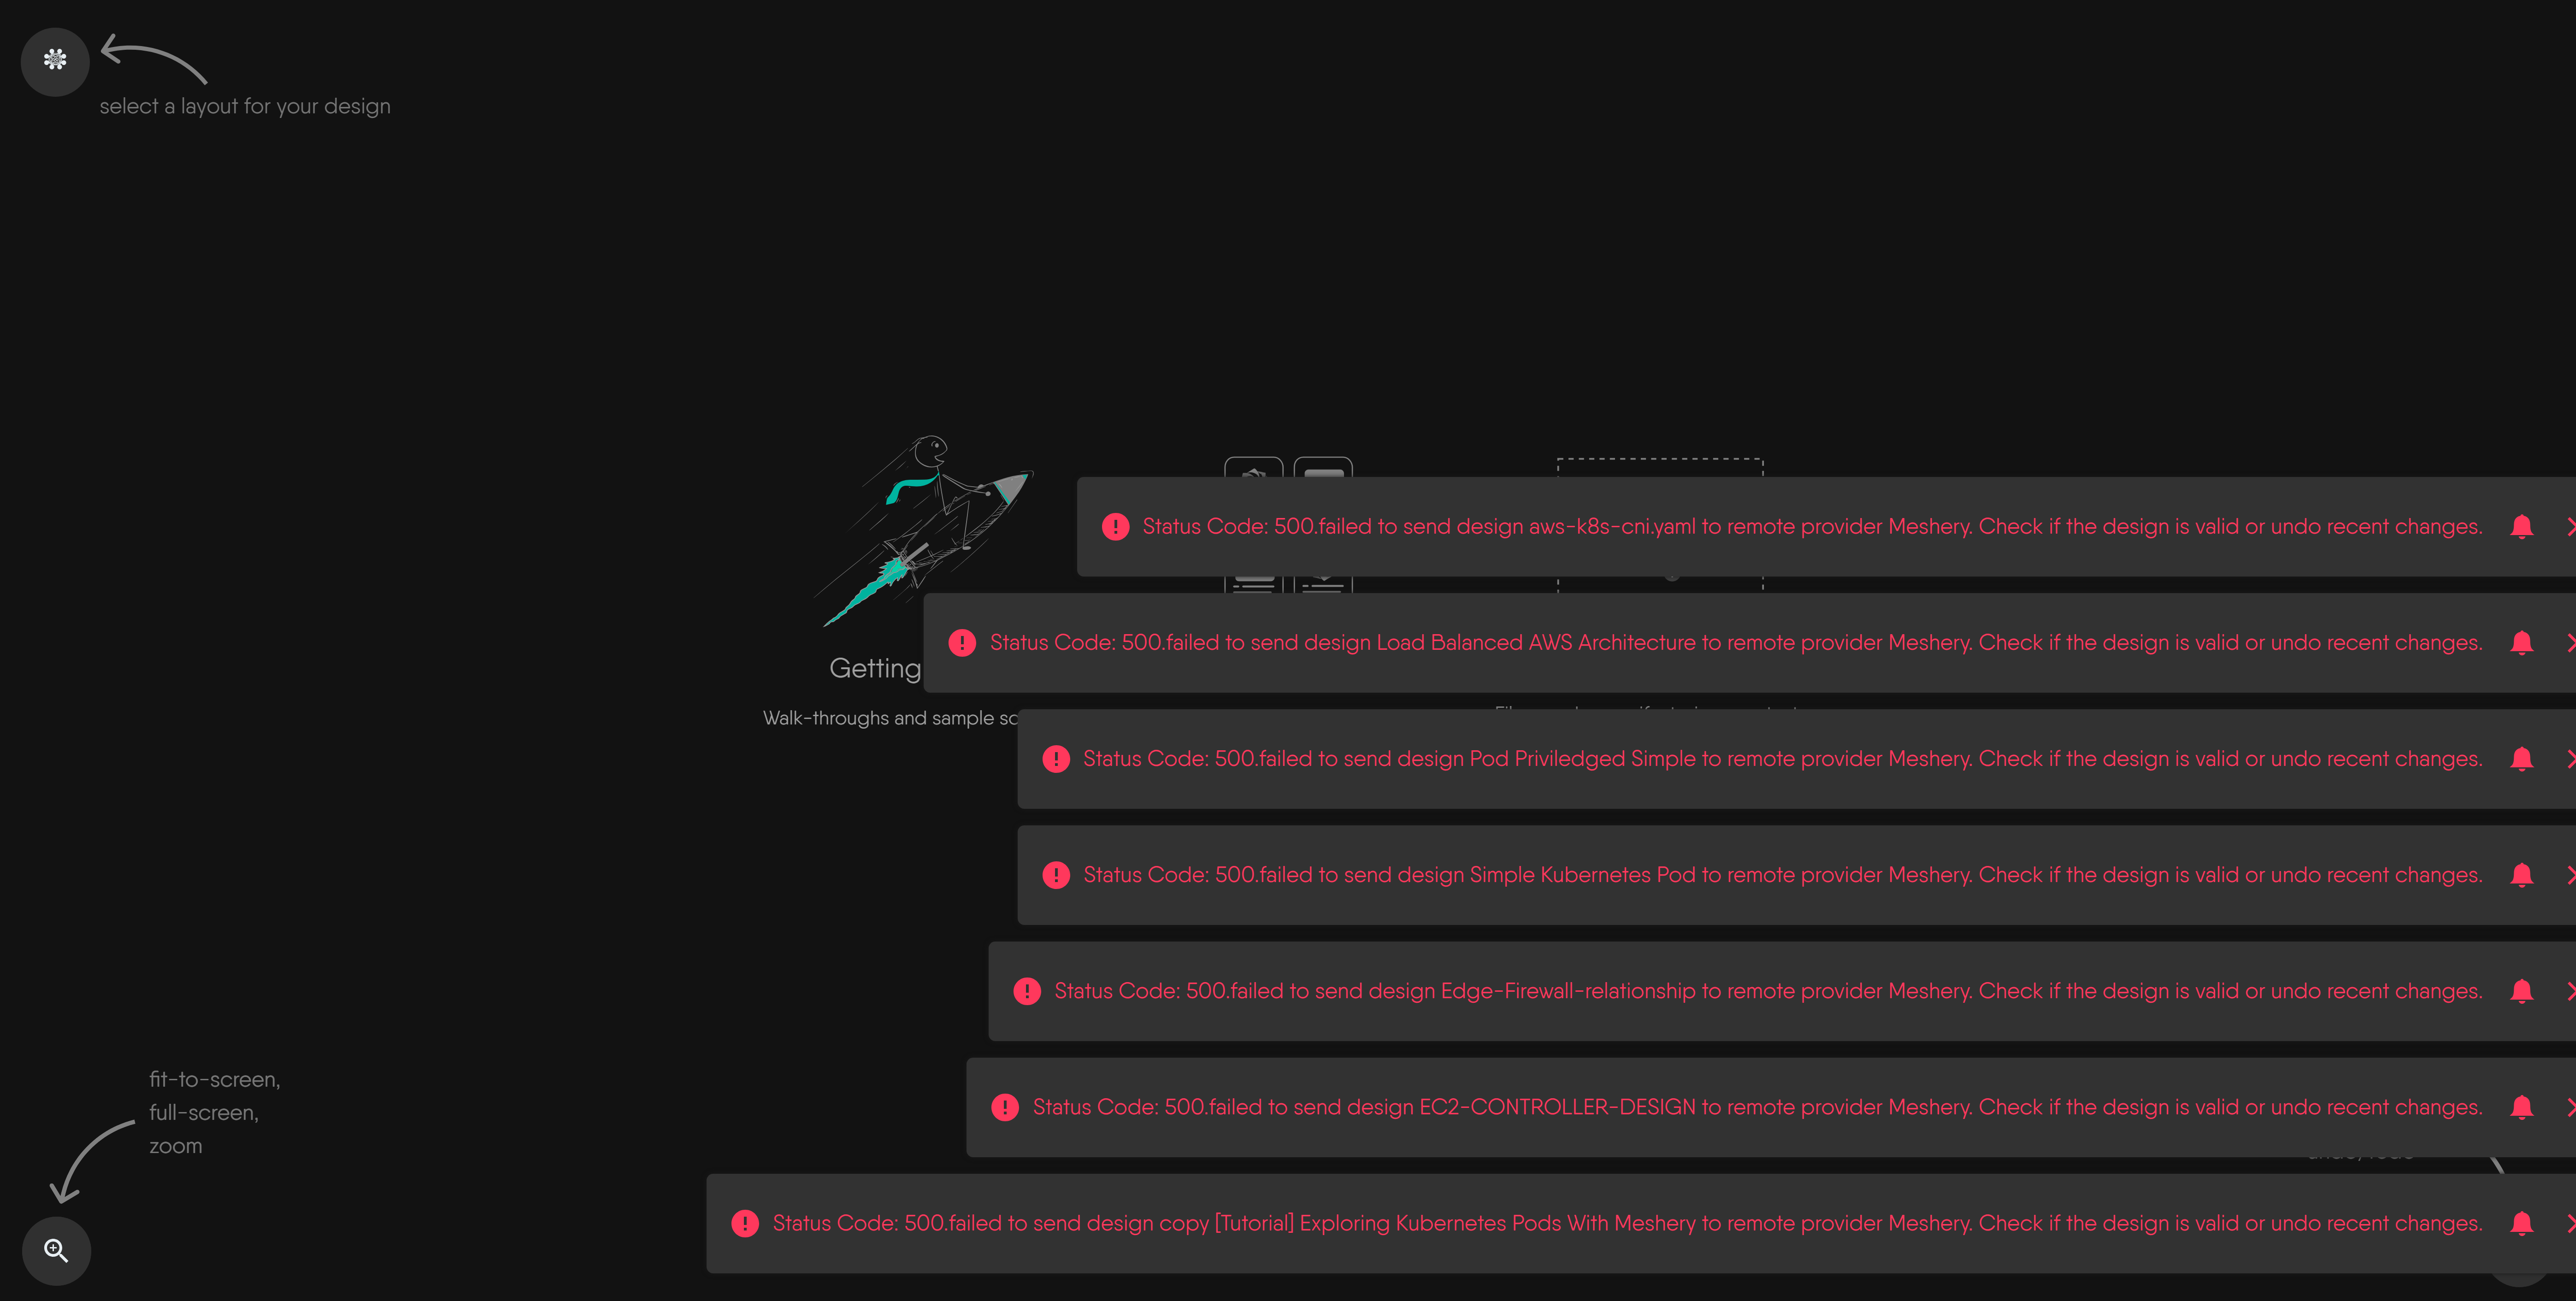 select a layout for your design
Status Code: 500.failed to send design aws-k8s-cni.yaml to remote provider Meshery. Check if the design is valid or undo recent changes.
Status Code: 500.failed to send design Load Balanced AWS Architecture to remote provider Meshery. Check if the design is valid or undo recent changes.
Getting
Walk-throughs and sample
Status Code: 500.failed to send design Pod Priviledged Simple to remote provider Meshery. Check if the design is valid or undo recent changes.
Status Code: 500.failed to send design Simple Kubernetes Pod to remote provider Meshery. Check if the design is valid or undo recent changes.
Status Code: 500.failed to send design Edge-Firewall-relationship to remote provider Meshery. Check if the design is valid or undo recent changes.
Status Code: 500.failed to send design EC2-CONTROLLER-DESIGN to remote provider Meshery. Check if the design is valid or undo recent changes.
Status Code: 500.failed to send design copy [Tutorial] Exploring Kubernetes Pods With Meshery to remote provider Meshery. Check if the design is valid or undo recent changes.
fit-to-screen,
full-screen,
zoom